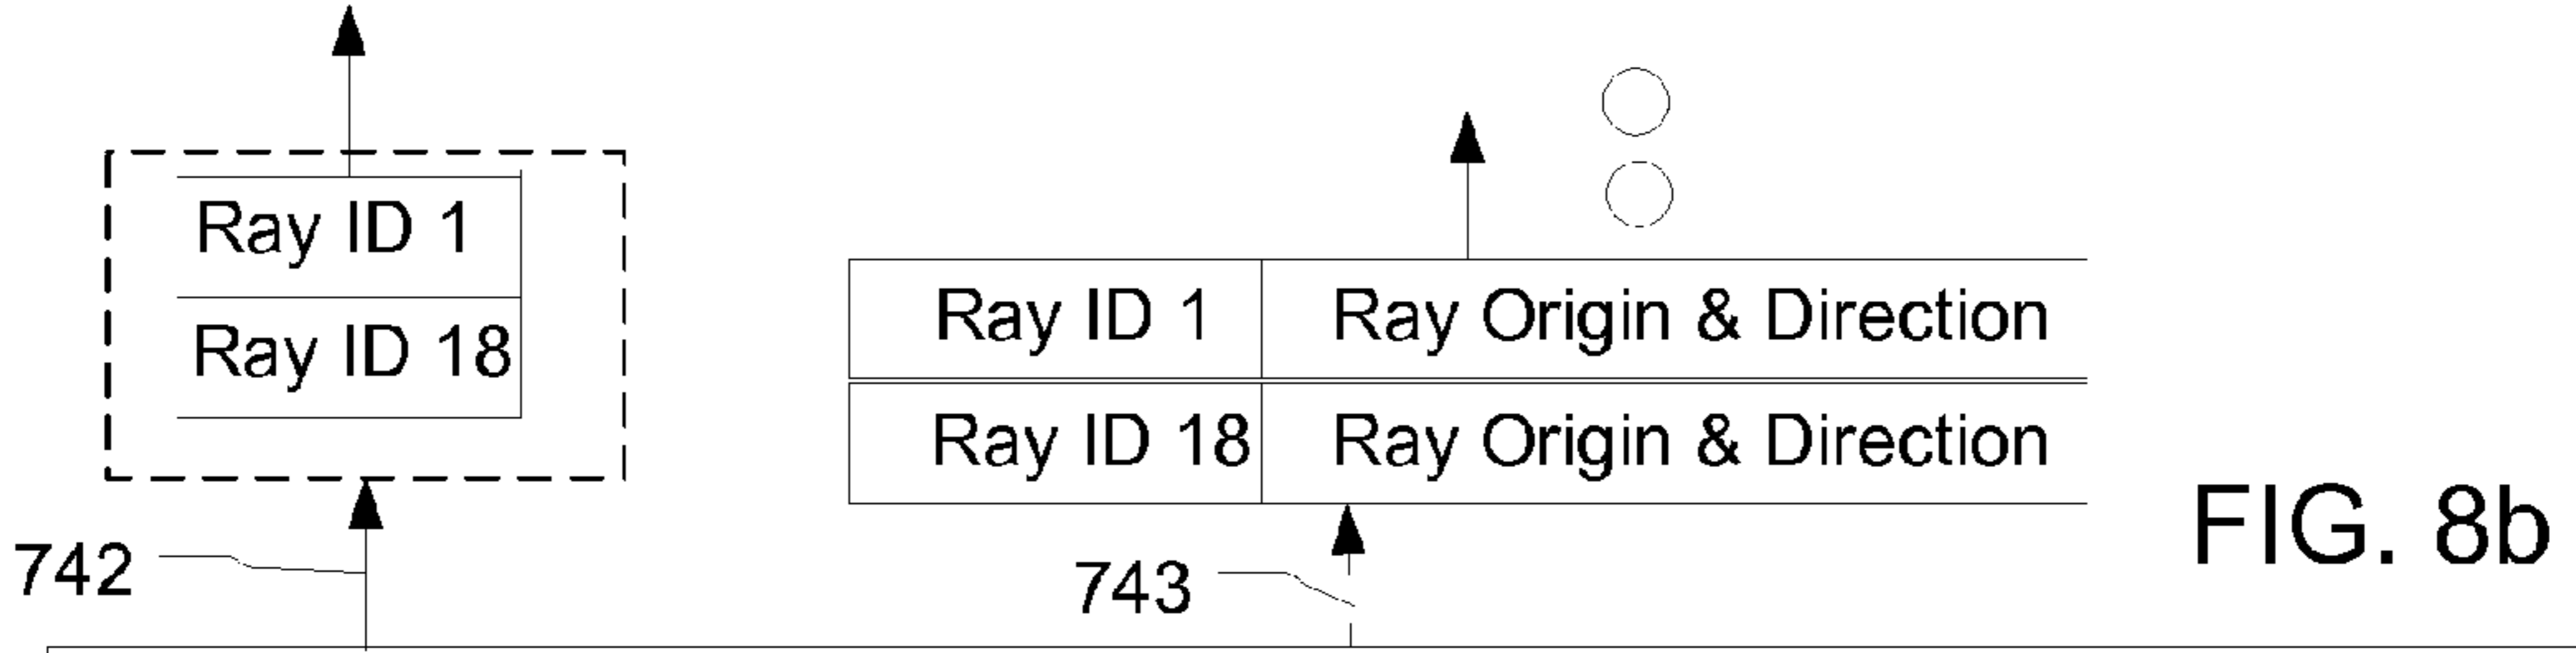 Ray ID 1
Ray ID 18
Ray ID 1 Ray Origin & Direction
Ray ID 18 Ray Origin & Direction
742
743
FIG. 8b